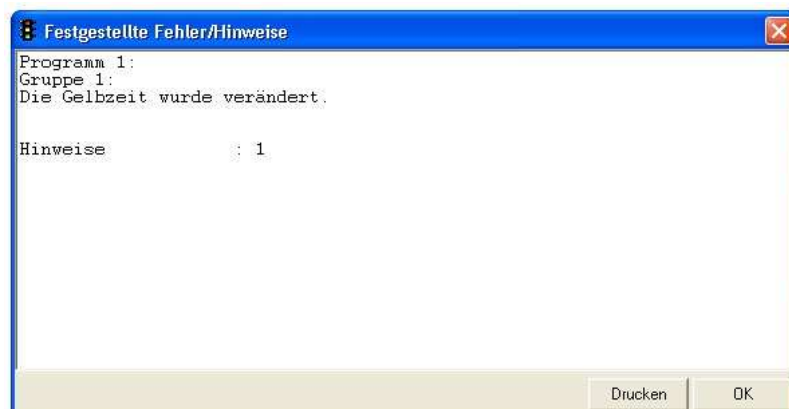 Festgestellte Fehler/Hinweise
Programm 1:
Gruppe 1:
Die Gelbzeit wurde verändert.
Hinweise : 1
Drucken OK